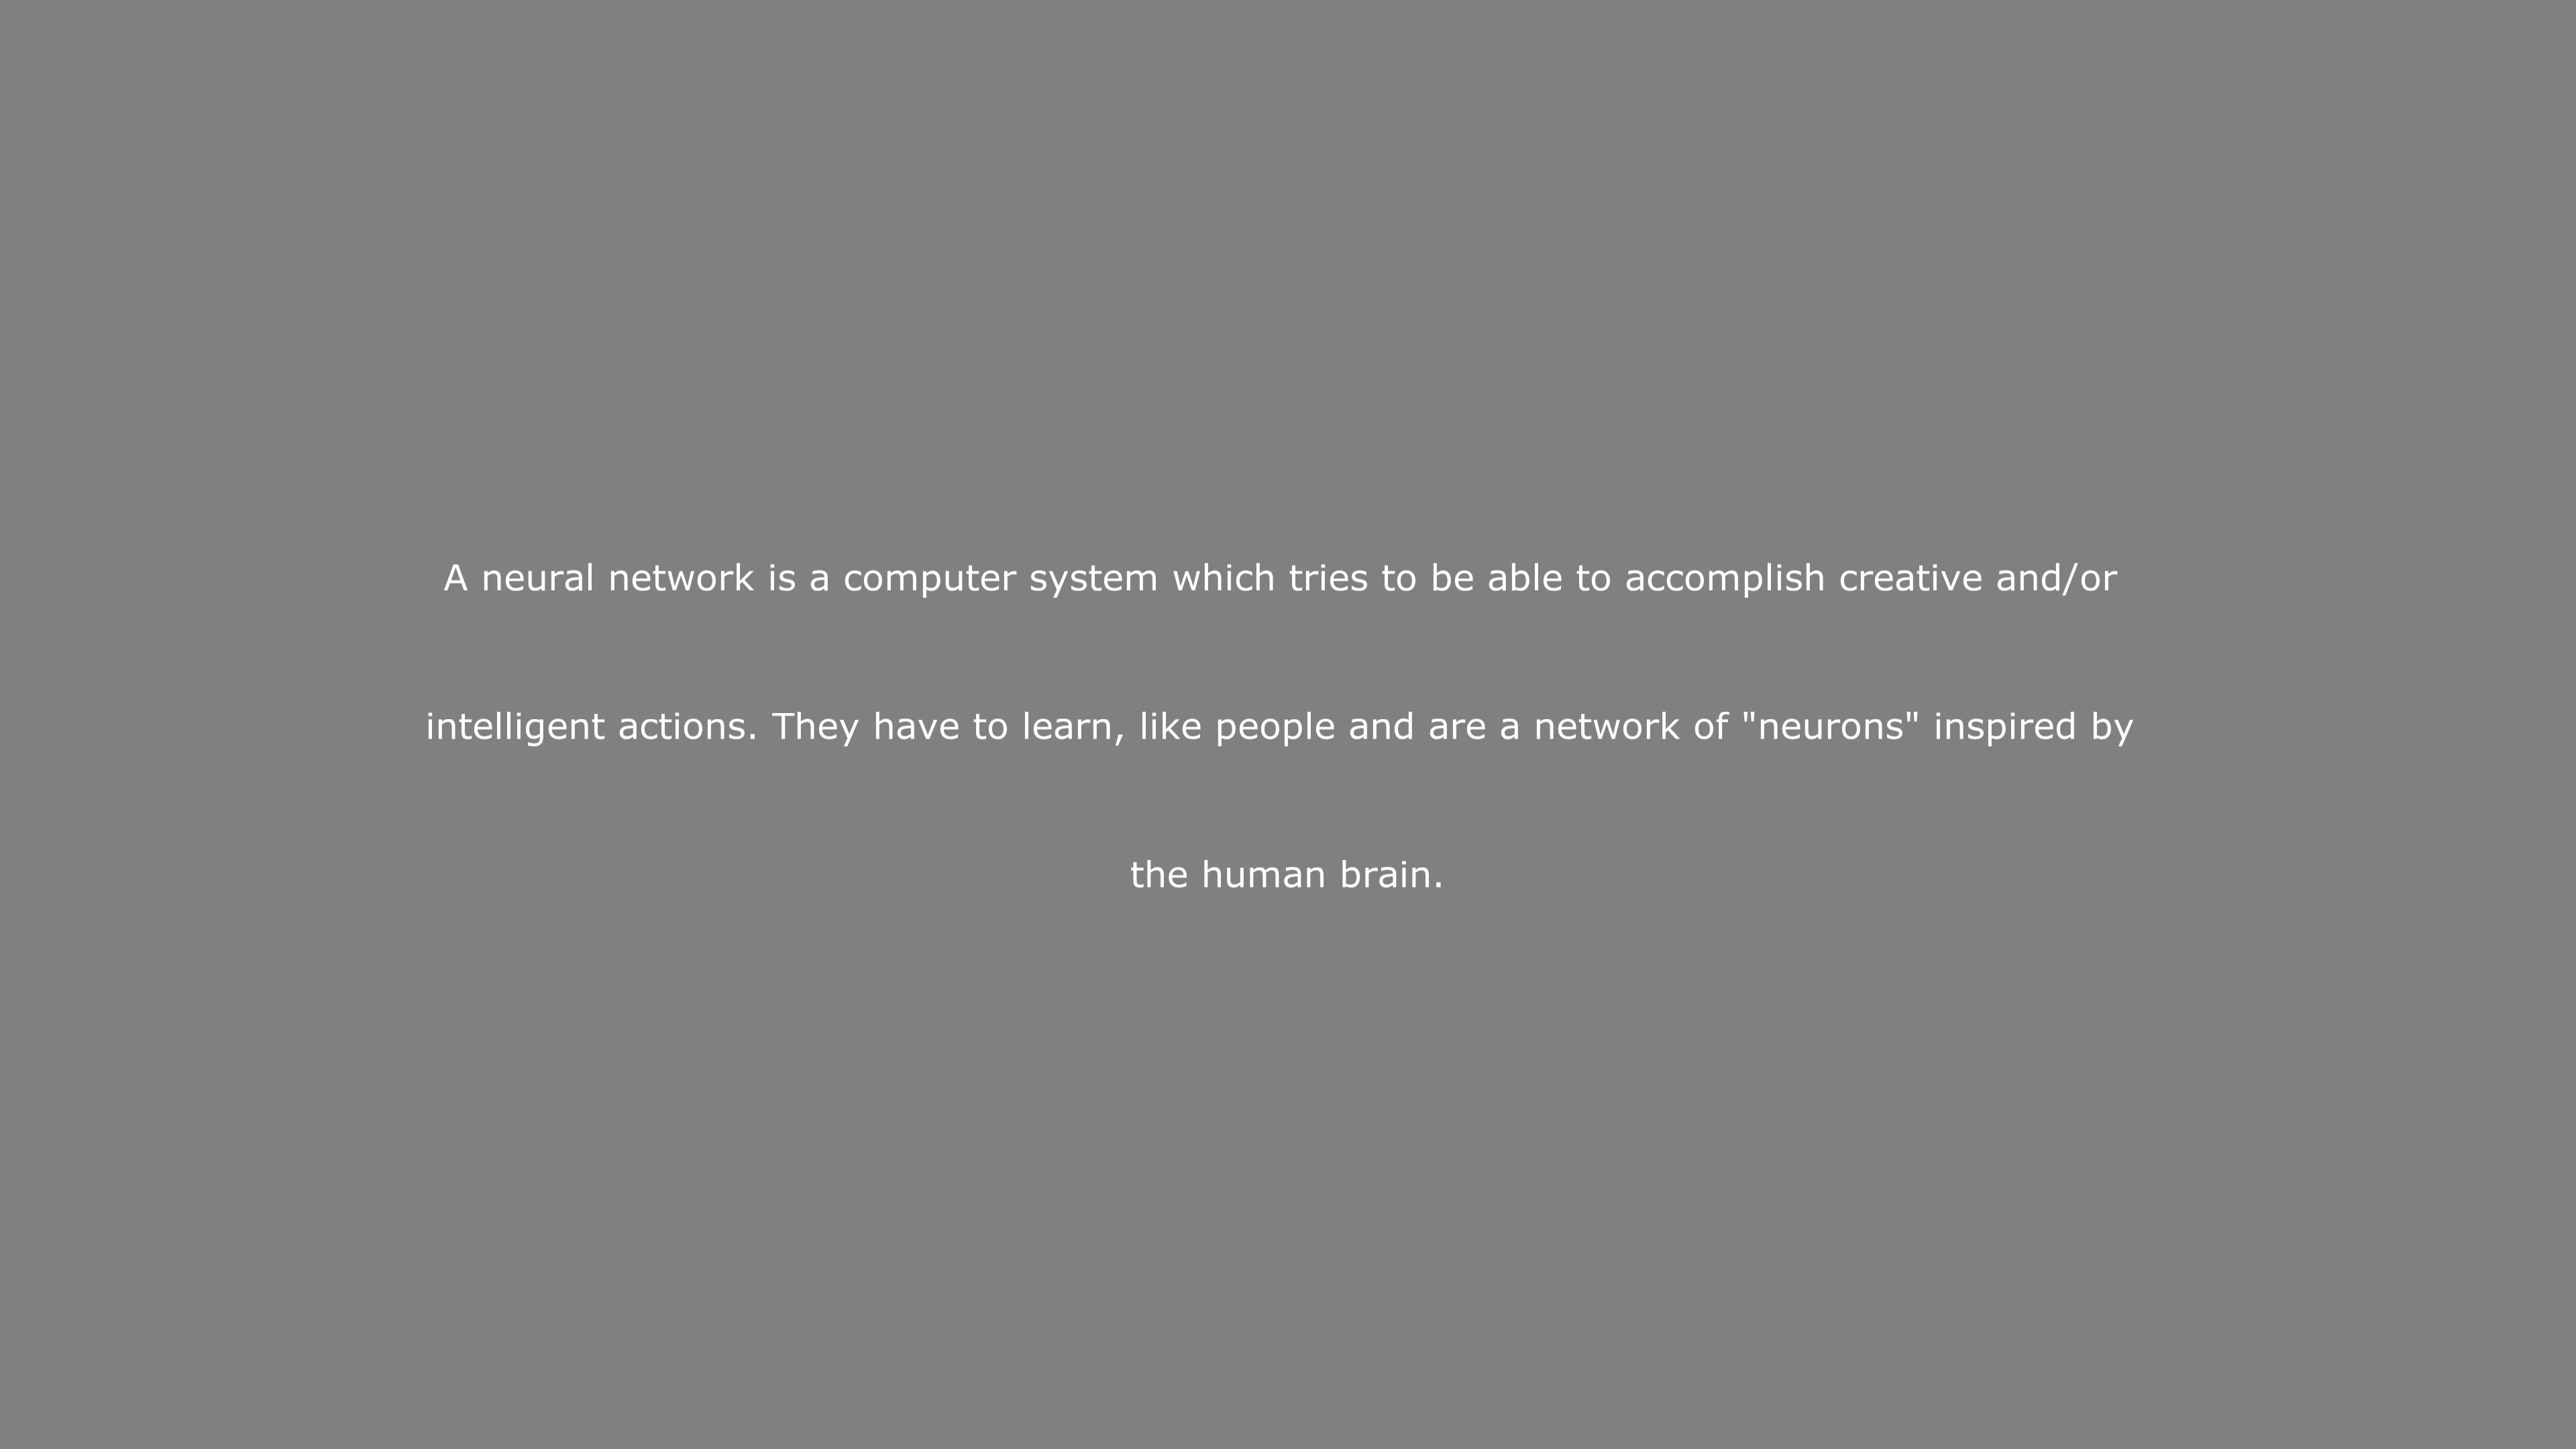 A neural network is a computer system which tries to be able to accomplish creative and/or
intelligent actions. They have to learn, like people and are a network of "neurons" inspired by
the human brain.